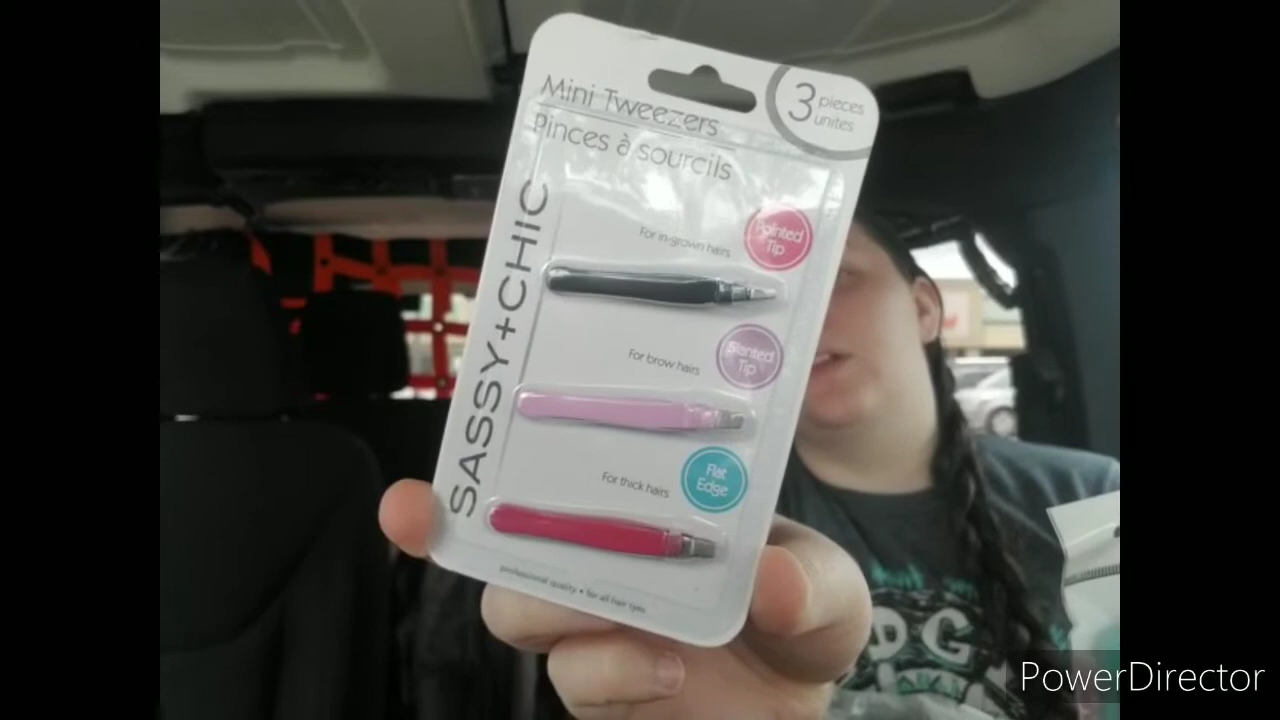 Mini Tweezers
Pinces à sourcils
3 pieces
unites
SASSY+CHIC
For in-grown hairs
Pointed
Tip
For brow hairs
Slanted
Tip
For thick hairs
Flat
Edge
professional quality • for all hair types
PowerDirector